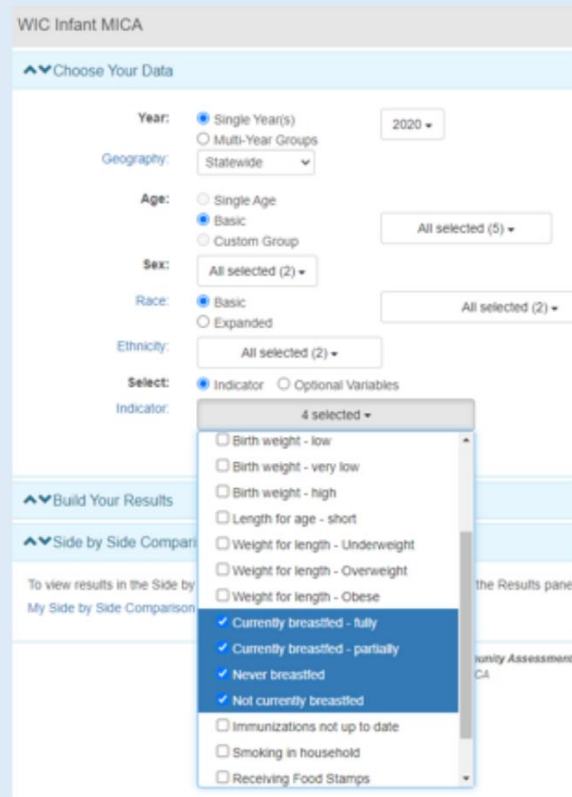 WIC Infant MICA
Choose Your Data
Year: Single Year(s) 2020
Multi-Year Groups
Geography: Statewide
Age: Single Age
Basic All selected (5)
Custom Group
Sex: All selected (2)
Race: Basic All selected (2)
Expanded
Ethnicity: All selected (2)
Select: Indicator Optional Variables
Indicator: 4 selected
Birth weight - low
Birth weight - very low
Build Your Results Birth weight - high
Length for age - short
Side by Side Compari Weight for length - Underweight
To view results in the Side by Weight for length - Overweight the Results pane
My Side by Side Comparison Weight for length - Obese
Currently breastfed - fully
Currently breastfed - partially unity Assessment
Never breastfed CA
Not currently breastfed
Immunizations not up to date
Smoking in household
Receiving Food Stamps